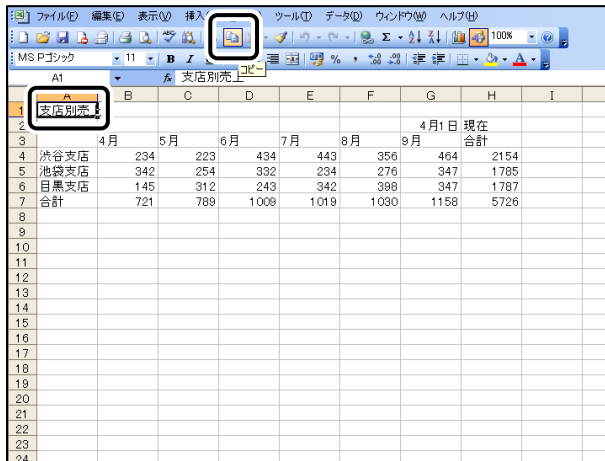 ファイル(F) 編集(E) 表示(V) 挿入 ツール(T) データ(D) ウィンドウ(W) ヘルプ(H)
100%
MS Pゴシック 11 B I % ,
コピー
A1 fx 支店別売上
A B C D E F G H I
1 支店別売上
2 4月1日 現在
3 4月 5月 6月 7月 8月 9月 合計
4 渋谷支店 234 223 434 443 356 464 2154
5 池袋支店 342 254 332 234 276 347 1785
6 目黒支店 145 312 243 342 398 347 1787
7 合計 721 789 1009 1019 1030 1158 5726
8
9
10
11
12
13
14
15
16
17
18
19
20
21
22
23
24